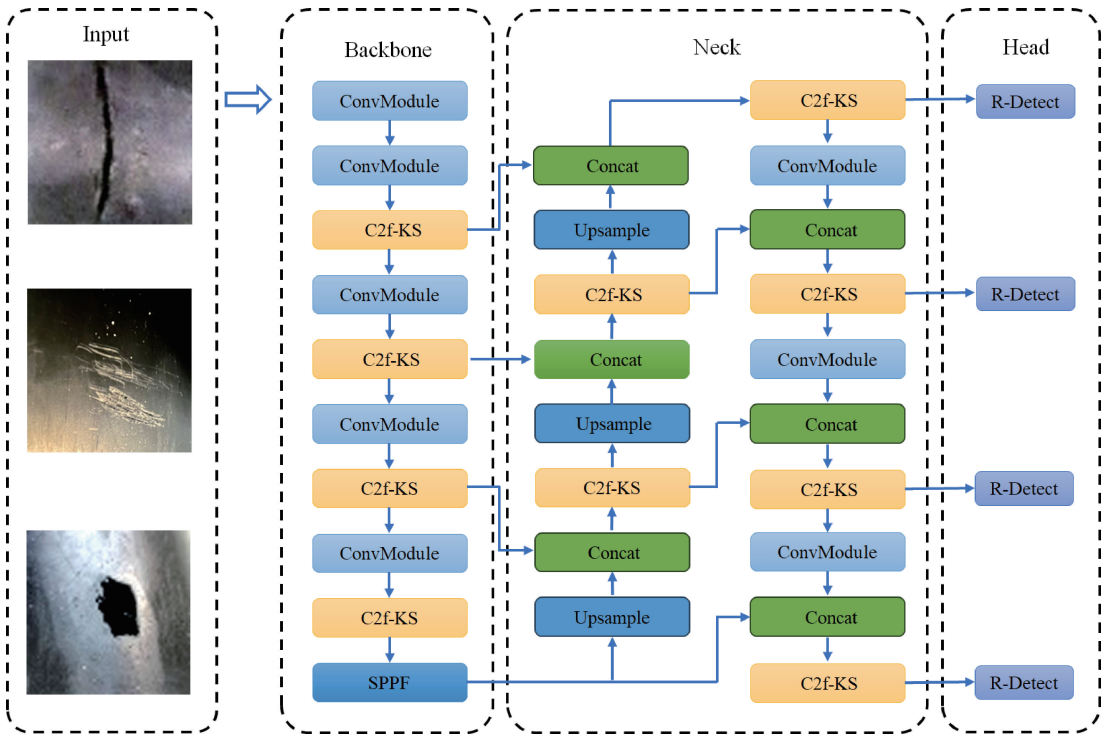 Input
Backbone
ConvModule
ConvModule
C2f-KS
ConvModule
C2f-KS
ConvModule
C2f-KS
ConvModule
C2f-KS
SPPF
Neck
Concat
Upsample
C2f-KS
Concat
Upsample
C2f-KS
Concat
Upsample
C2f-KS
ConvModule
Concat
C2f-KS
ConvModule
Concat
C2f-KS
ConvModule
Concat
C2f-KS
Head
R-Detect
R-Detect
R-Detect
R-Detect